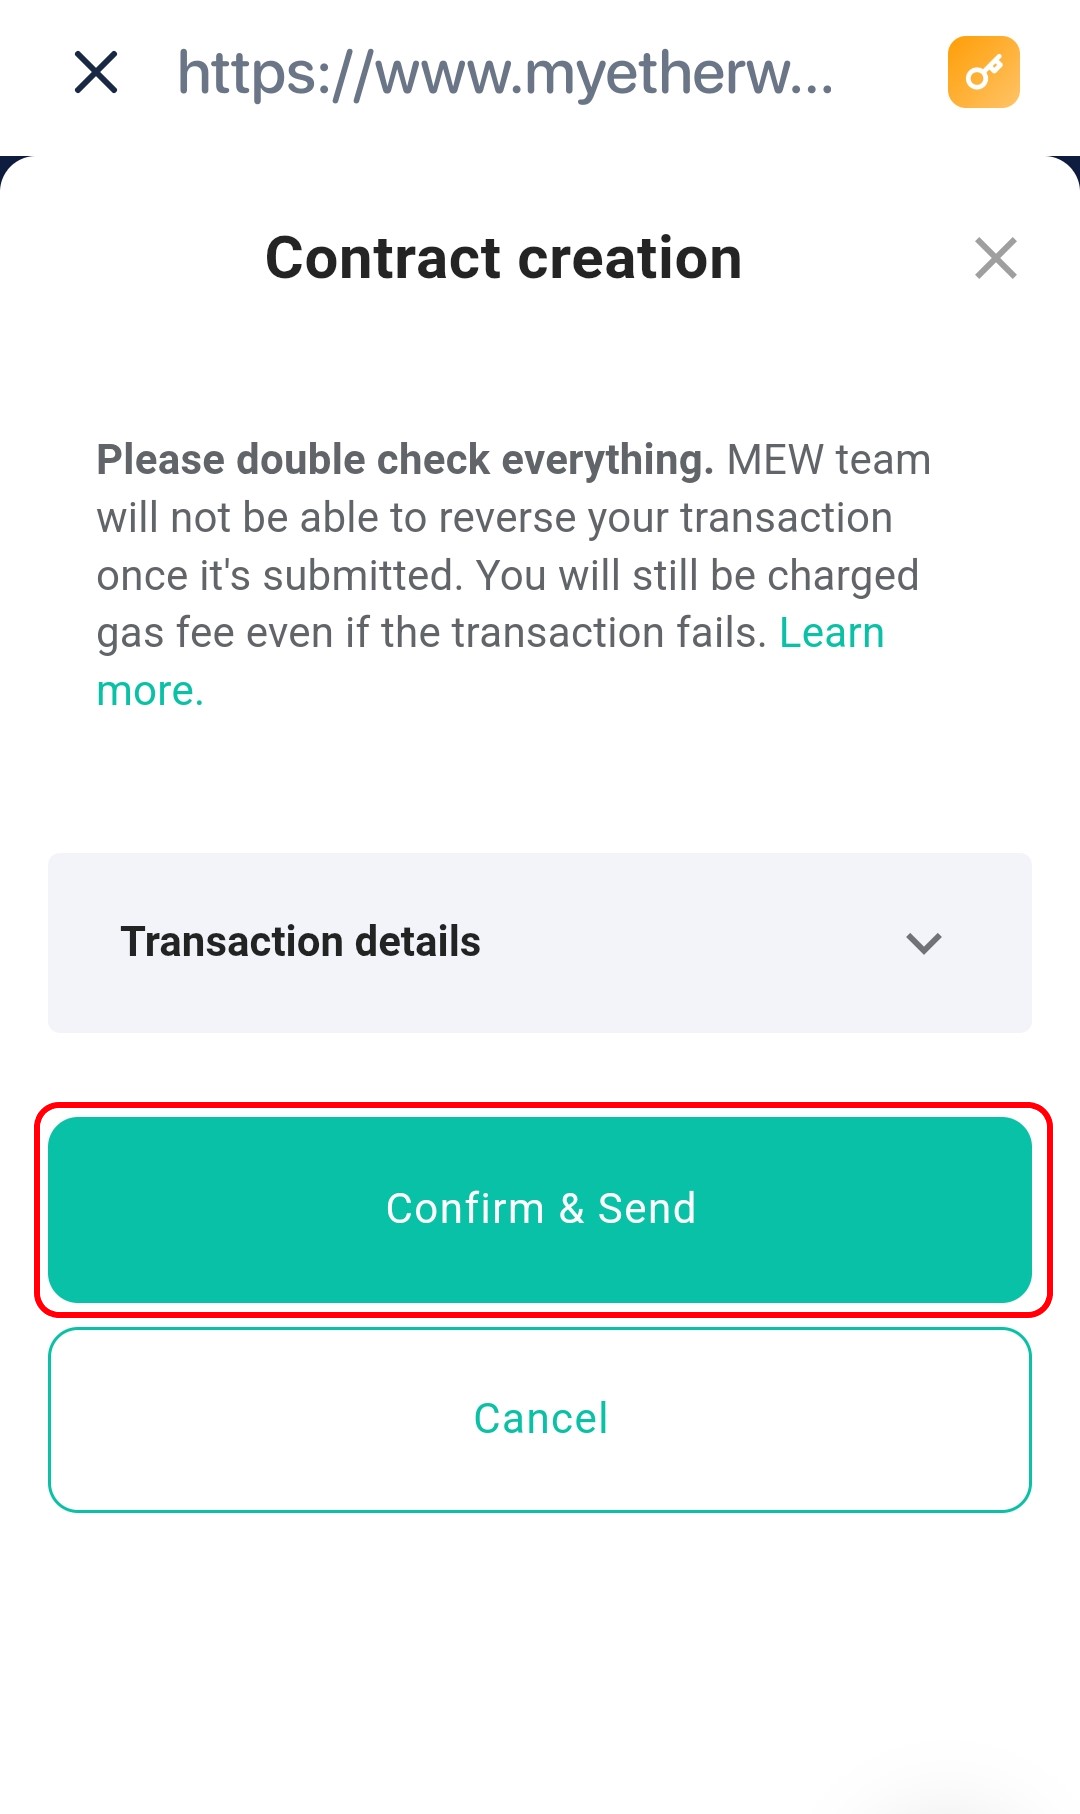 https://www.myetherw...
Contract creation
Please double check everything. MEW team
will not be able to reverse your transaction
once it's submitted. You will still be charged
gas fee even if the transaction fails. Learn
more.
Transaction details
Confirm & Send
Cancel